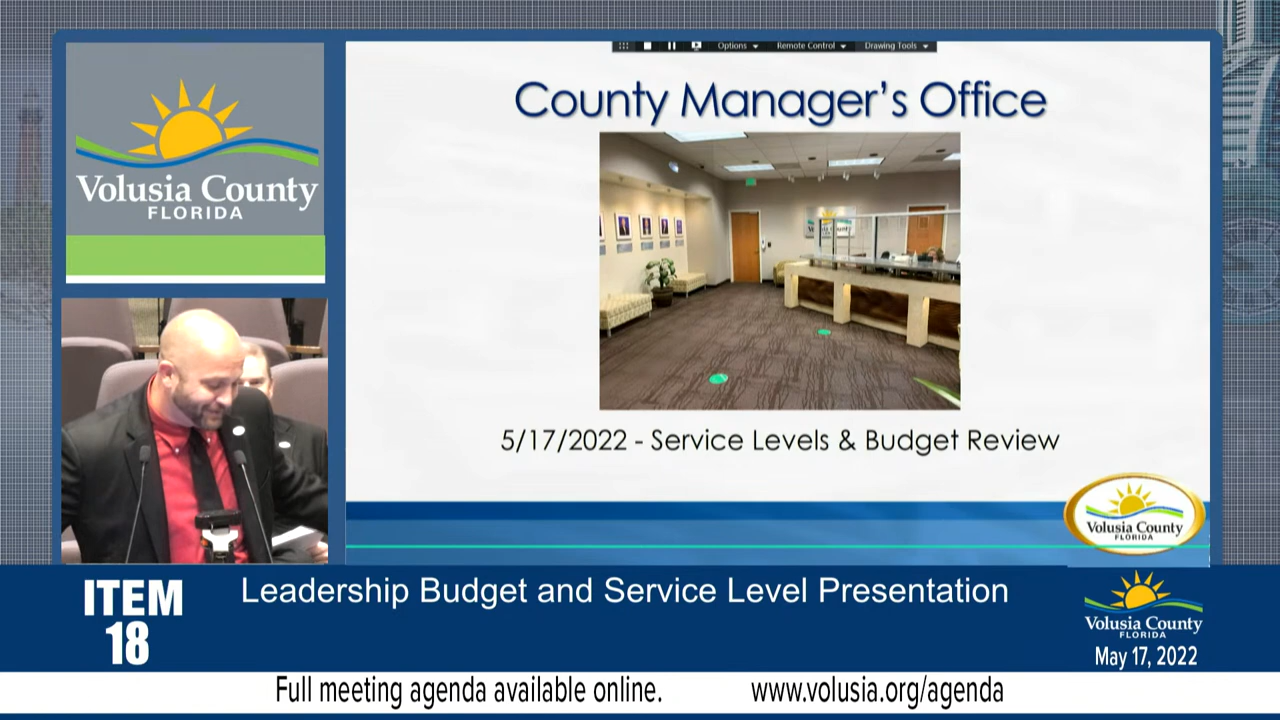 Volusia County
FLORIDA
Options
Remote Control
Drawing Tools
County Manager's Office
Volusia County
5/17/2022 - Service Levels & Budget Review
Volusia County
FLORIDA
ITEM
18
Leadership Budget and Service Level Presentation
Volusia County
FLORIDA
May 17, 2022
Full meeting agenda available online. www.volusia.org/agenda